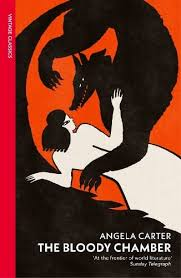 VINTAGE CLASSICS
ANGELA CARTER
THE BLOODY CHAMBER
'At the frontier of world literature'
Sunday Telegraph